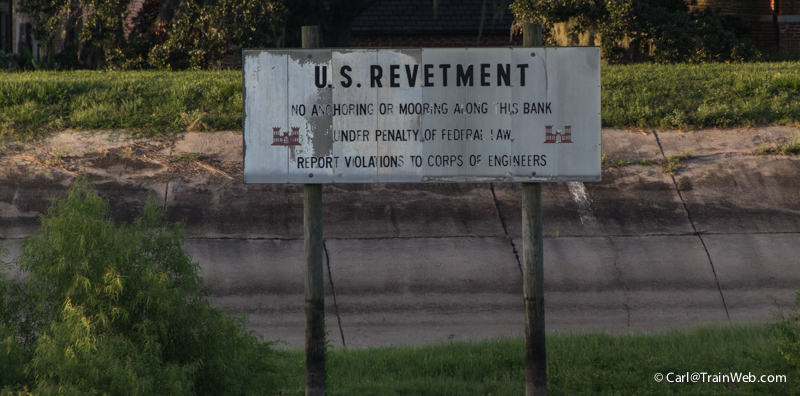 U.S. REVETMENT
NO ANCHORING OR MOORING ALONG THIS BANK
UNDER PENALTY OF FEDERAL LAW
REPORT VIOLATIONS TO CORPS OF ENGINEERS
© Carl@TrainWeb.com